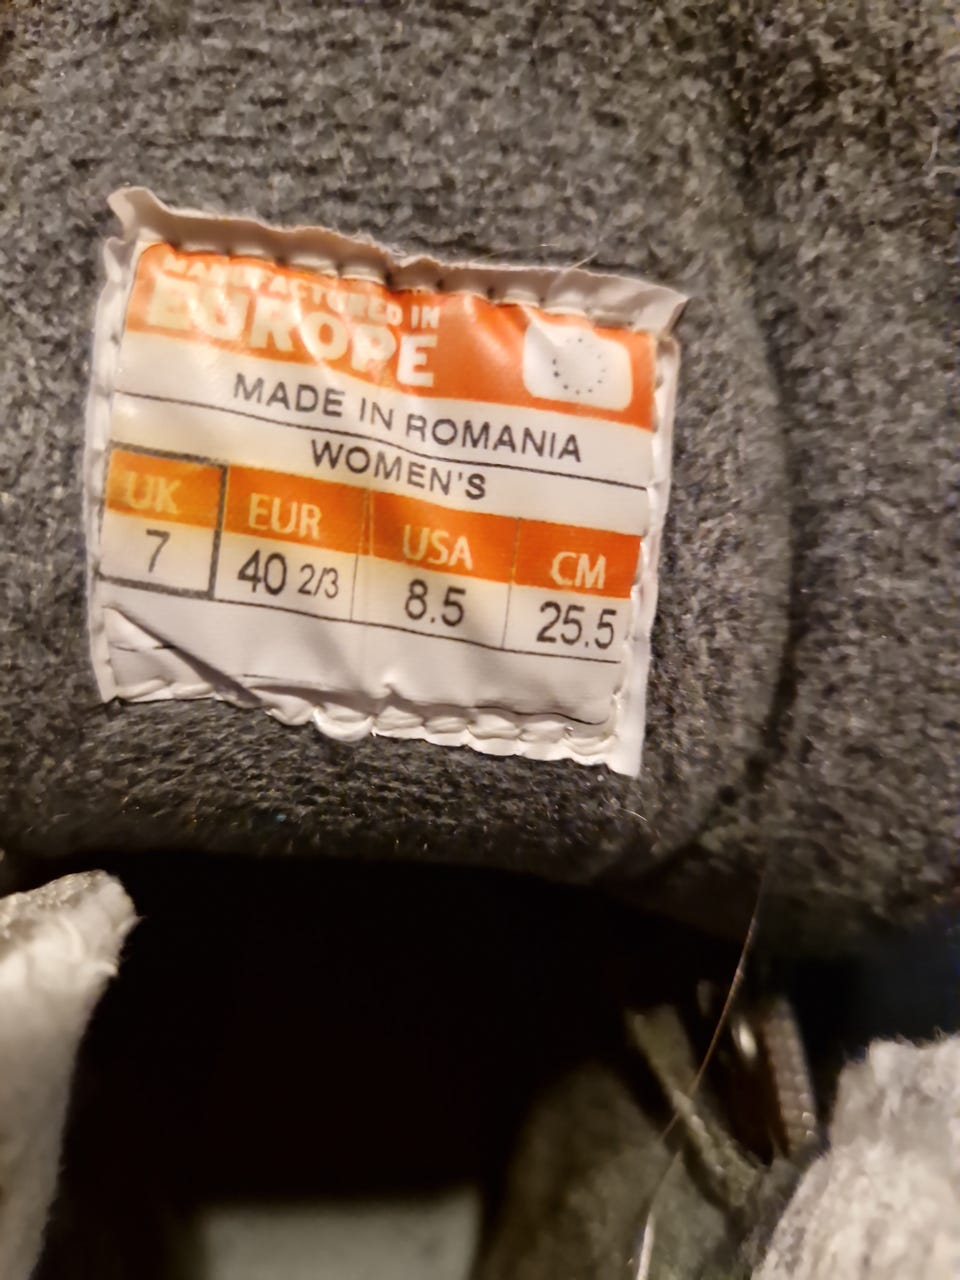 MANUFACTURED IN
EUROPE
MADE IN ROMANIA
WOMEN'S
UK EUR USA CM
7 40 2/3 8.5 25.5